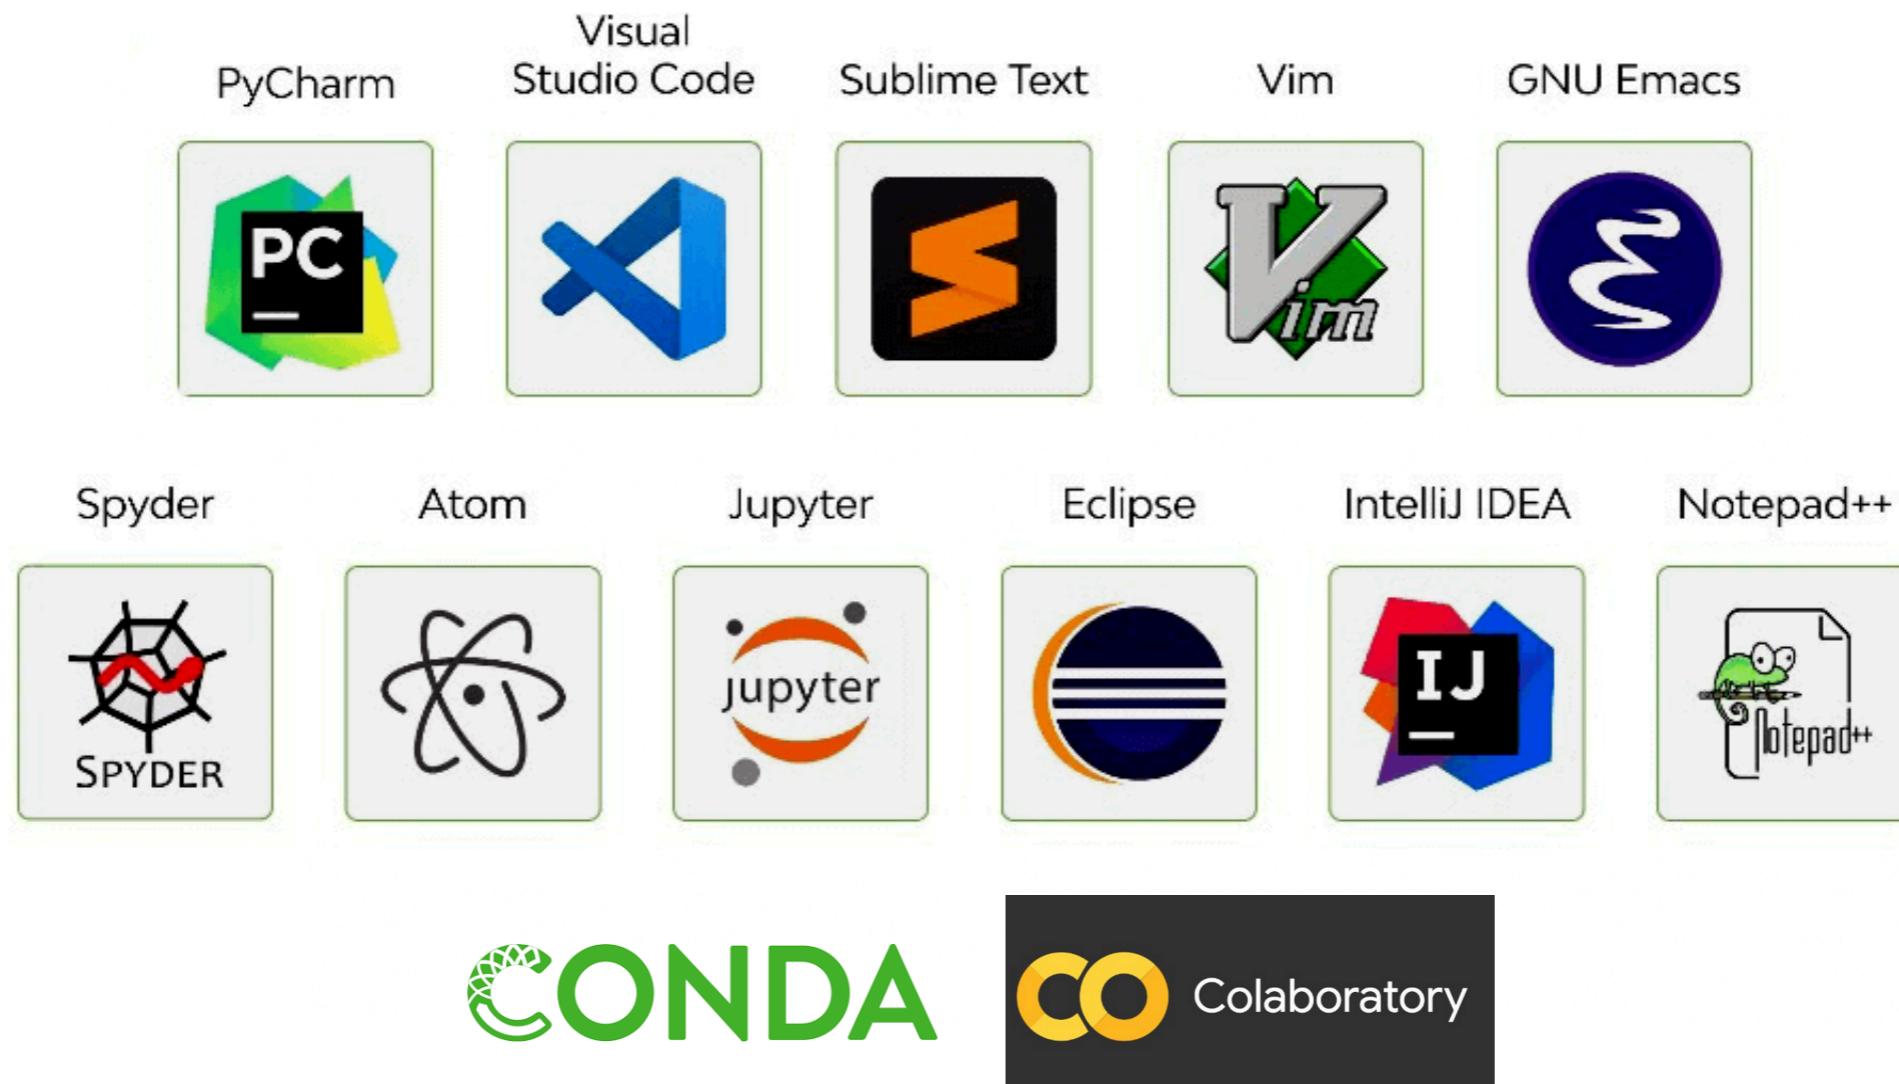 PyCharm
Visual
Studio Code
Sublime Text
Vim
GNU Emacs
PC
Vim
Spyder
Atom
Jupyter
Eclipse
IntelliJ IDEA
Notepad++
SPYDER
jupyter
IJ
Notepad++
CONDA
CO Colaboratory